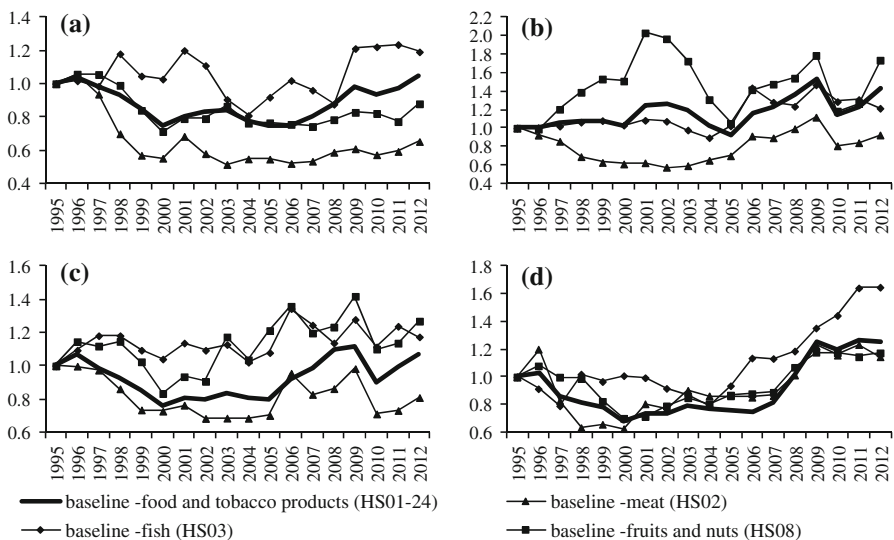 (a)
1.4
1.2
1.0
0.8
0.6
0.4
1995 1996 1997 1998 1999 2000 2001 2002 2003 2004 2005 2006 2007 2008 2009 2010 2011 2012
(b)
2.2
2.0
1.8
1.6
1.4
1.2
1.0
0.8
0.6
0.4
1995 1996 1997 1998 1999 2000 2001 2002 2003 2004 2005 2006 2007 2008 2009 2010 2011 2012
(c)
1.6
1.4
1.2
1.0
0.8
0.6
1995 1996 1997 1998 1999 2000 2001 2002 2003 2004 2005 2006 2007 2008 2009 2010 2011 2012
(d)
1.8
1.6
1.4
1.2
1.0
0.8
0.6
1995 1996 1997 1998 1999 2000 2001 2002 2003 2004 2005 2006 2007 2008 2009 2010 2011 2012
baseline -food and tobacco products (HS01-24)
baseline -meat (HS02)
baseline -fish (HS03)
baseline -fruits and nuts (HS08)